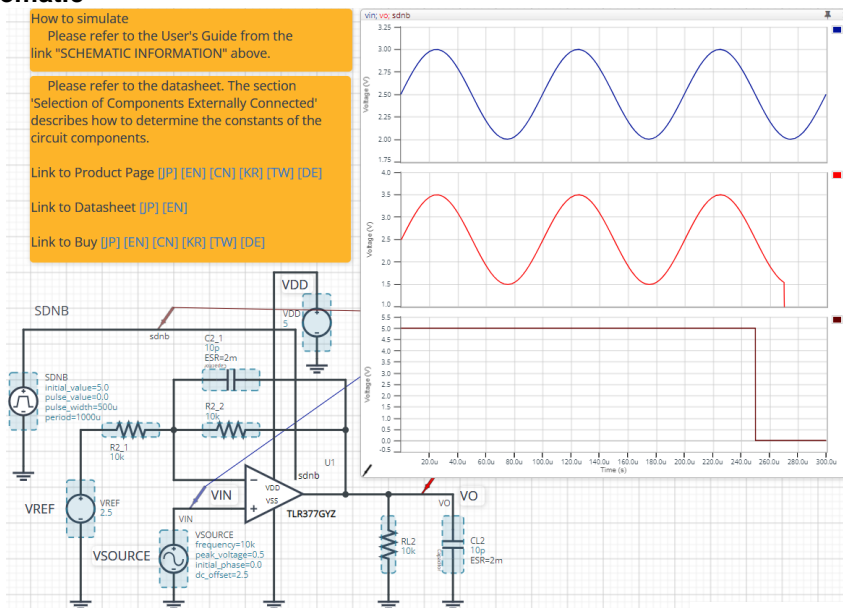 ematic
How to simulate
Please refer to the User's Guide from the
link "SCHEMATIC INFORMATION" above.
Please refer to the datasheet. The section
'Selection of Components Externally Connected'
describes how to determine the constants of the
circuit components.
Link to Product Page [JP] [EN] [CN] [KR] [TW] [DE]
Link to Datasheet [JP] [EN]
Link to Buy [JP] [EN] [CN] [KR] [TW] [DE]
vin; vo; sdnb
Voltage (V)
3.25
3.00
2.75
2.50
2.25
2.00
1.75
Voltage (V)
4.0
3.5
3.0
2.5
2.0
1.5
1.0
Voltage (V)
5.5
5.0
4.5
4.0
3.5
3.0
2.5
2.0
1.5
1.0
0.5
0.0
-0.5
20.0u 40.0u 60.0u 80.0u 100.0u 120.0u 140.0u 160.0u 180.0u 200.0u 220.0u 240.0u 260.0u 280.0u 300.0u
Time (s)
SDNB
sdnb
VDD
VDD
5
C2_1
10p
ESR=2m
SDNB
initial_value=5.0
pulse_value=0.0
pulse_width=500u
period=1000u
R2_1
10k
R2_2
10k
U1
sdnb
VDD
VSS
TLR377GYZ
VREF
VREF
2.5
VIN
VIN
VSOURCE
VSOURCE
frequency=10k
peak_voltage=0.5
initial_phase=0.0
dc_offset=2.5
VO
VO
RL2
10k
CL2
10p
ESR=2m